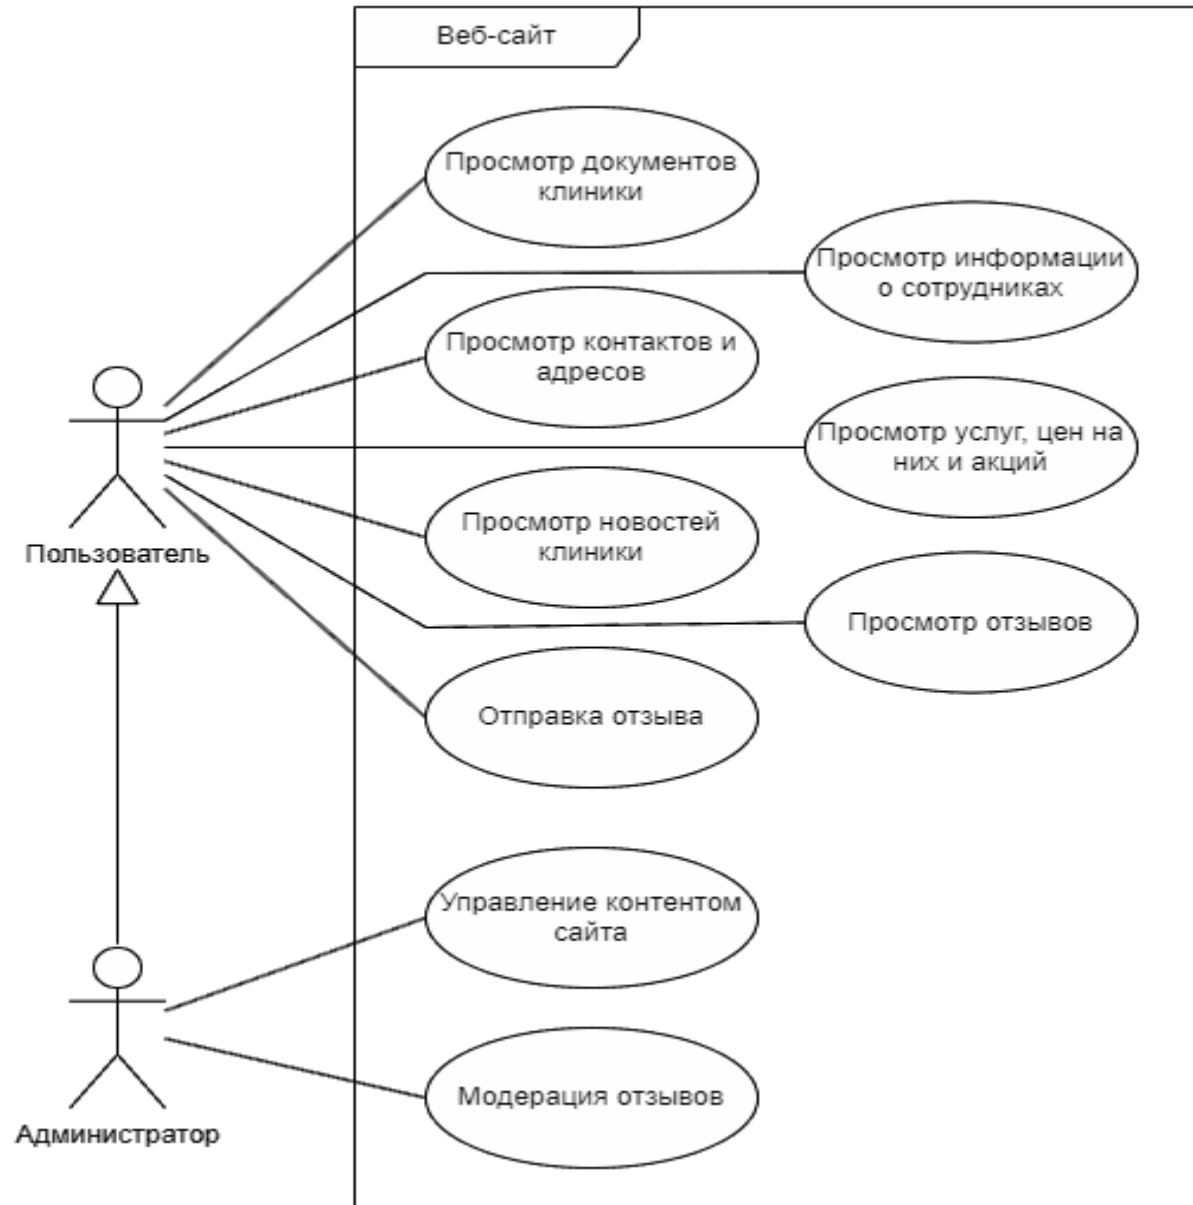 Веб-сайт
Просмотр документов
клиники
Просмотр информации
о сотрудниках
Просмотр контактов и
адресов
Просмотр услуг, цен на
них и акций
Просмотр новостей
клиники
Пользователь
Просмотр отзывов
Отправка отзыва
Управление контентом
сайта
Модерация отзывов
Администратор